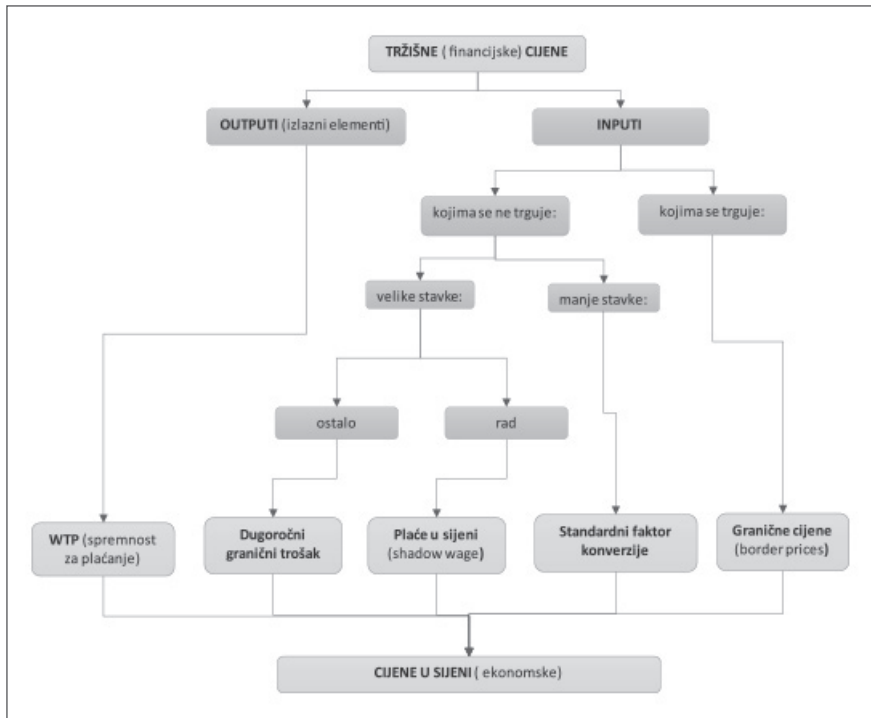 TRŽIŠNE ( financijske) CIJENE
OUTPUTI (izlazni elementi)
INPUTI
kojima se ne trguje:
kojima se trguje:
velike stavke:
manje stavke:
ostalo
rad
WTP (spremnost
za plaćanje)
Dugoročni
granični trošak
Plaće u sijeni
(shadow wage)
Standardni faktor
konverzije
Granične cijene
(border prices)
CIJENE U SIJENI ( ekonomske)